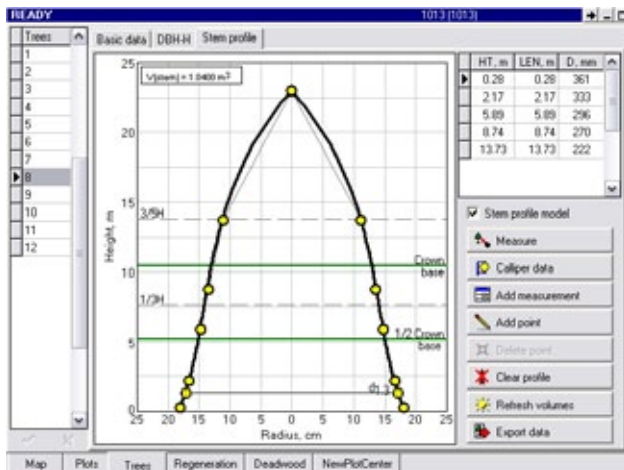 READY 1013 (1013)
Trees
1
2
3
4
5
6
7
8
9
10
11
12
Basic data DBH-H Stem profile
V(stem) = 1.0400 m3
Height, m
25
20
15
10
5
0
3/5H
Crown
base
1/3H
1/2 Crown
base
d1.3
25 20 15 10 5 0 5 10 15 20 25
Radius, cm
HT, m LEN, m D, mm
0.28 0.28 361
2.17 2.17 333
5.89 5.89 296
8.74 8.74 270
13.73 13.73 222
Stem profile model
Measure
Calliper data
Add measurement
Add point
Delete point
Clear profile
Refresh volumes
Export data
Map Plots Trees Regeneration Deadwood NewPlotCenter